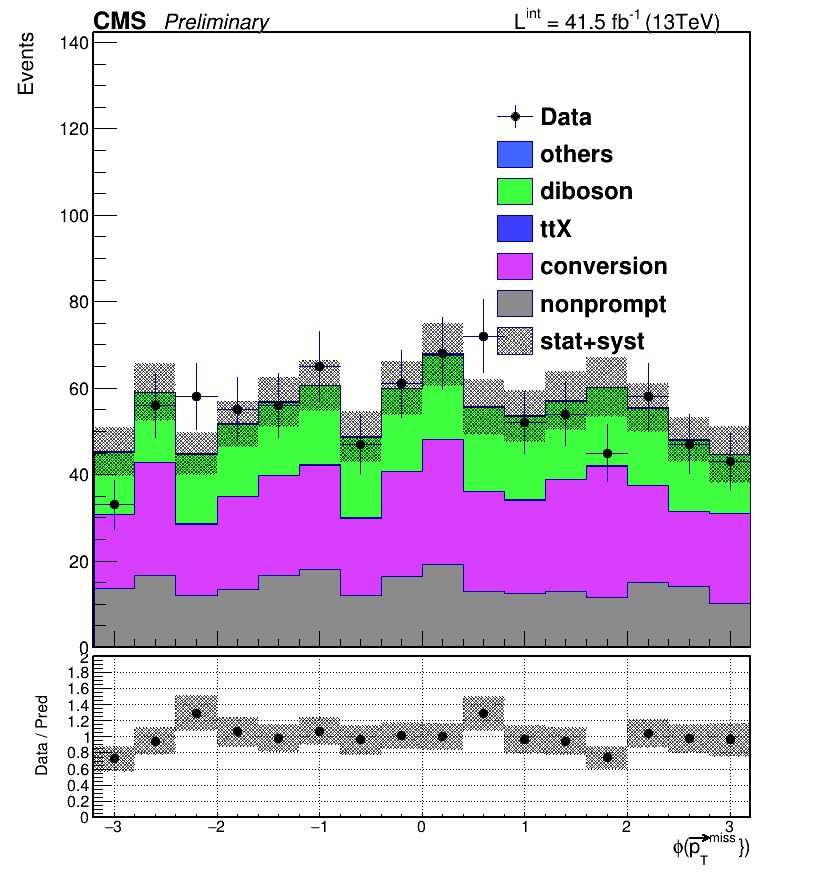 CMS Preliminary L^int = 41.5 fb^-1 (13TeV)
Events
140
120
100
80
60
40
20
0
Data
others
diboson
ttX
conversion
nonprompt
stat+syst
Data / Pred
2
1.8
1.6
1.4
1.2
1
0.8
0.6
0.4
0.2
0
−3 −2 −1 0 1 2 3
ϕ(p⃗_T^miss})